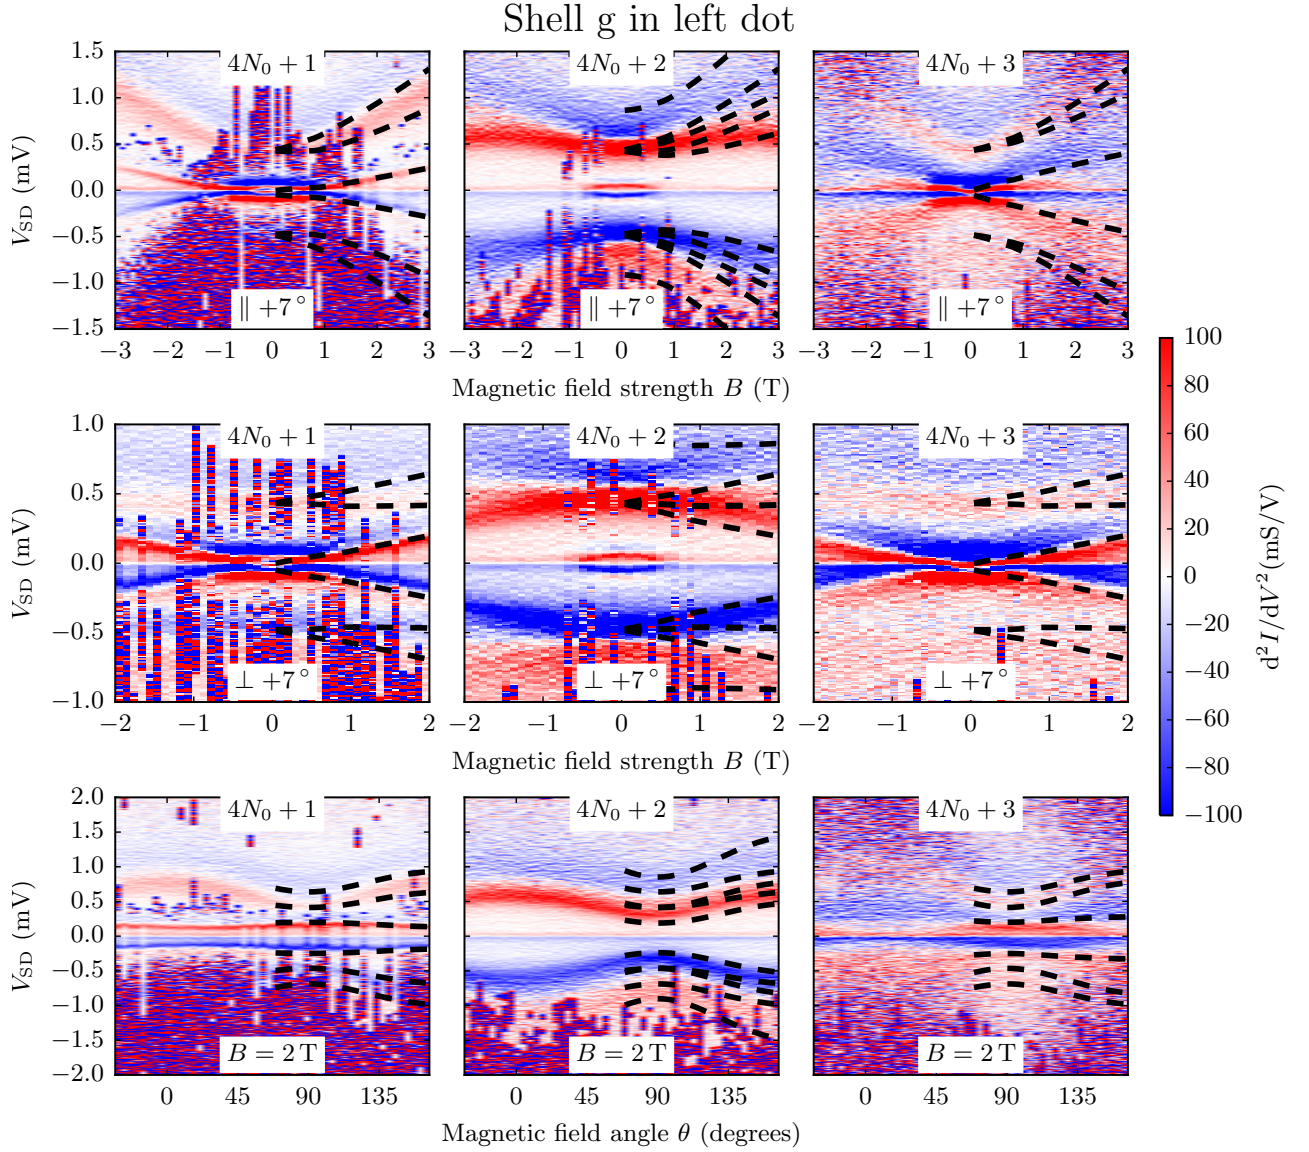 Shell g in left dot
1.5
1.0
0.5
0.0
−0.5
−1.0
−1.5
V_SD (mV)
4N₀ + 1
4N₀ + 2
4N₀ + 3
∥ +7°
∥ +7°
∥ +7°
−3 −2 −1 0 1 2 3
−3 −2 −1 0 1 2 3
−3 −2 −1 0 1 2 3
Magnetic field strength B (T)
1.0
0.5
0.0
−0.5
−1.0
V_SD (mV)
4N₀ + 1
4N₀ + 2
4N₀ + 3
⊥ +7°
⊥ +7°
⊥ +7°
−2 −1 0 1 2
−2 −1 0 1 2
−2 −1 0 1 2
Magnetic field strength B (T)
2.0
1.5
1.0
0.5
0.0
−0.5
−1.0
−1.5
−2.0
V_SD (mV)
4N₀ + 1
4N₀ + 2
4N₀ + 3
B = 2 T
B = 2 T
B = 2 T
0 45 90 135
0 45 90 135
0 45 90 135
Magnetic field angle θ (degrees)
100
80
60
40
20
0
−20
−40
−60
−80
−100
d²I/dV²(mS/V)